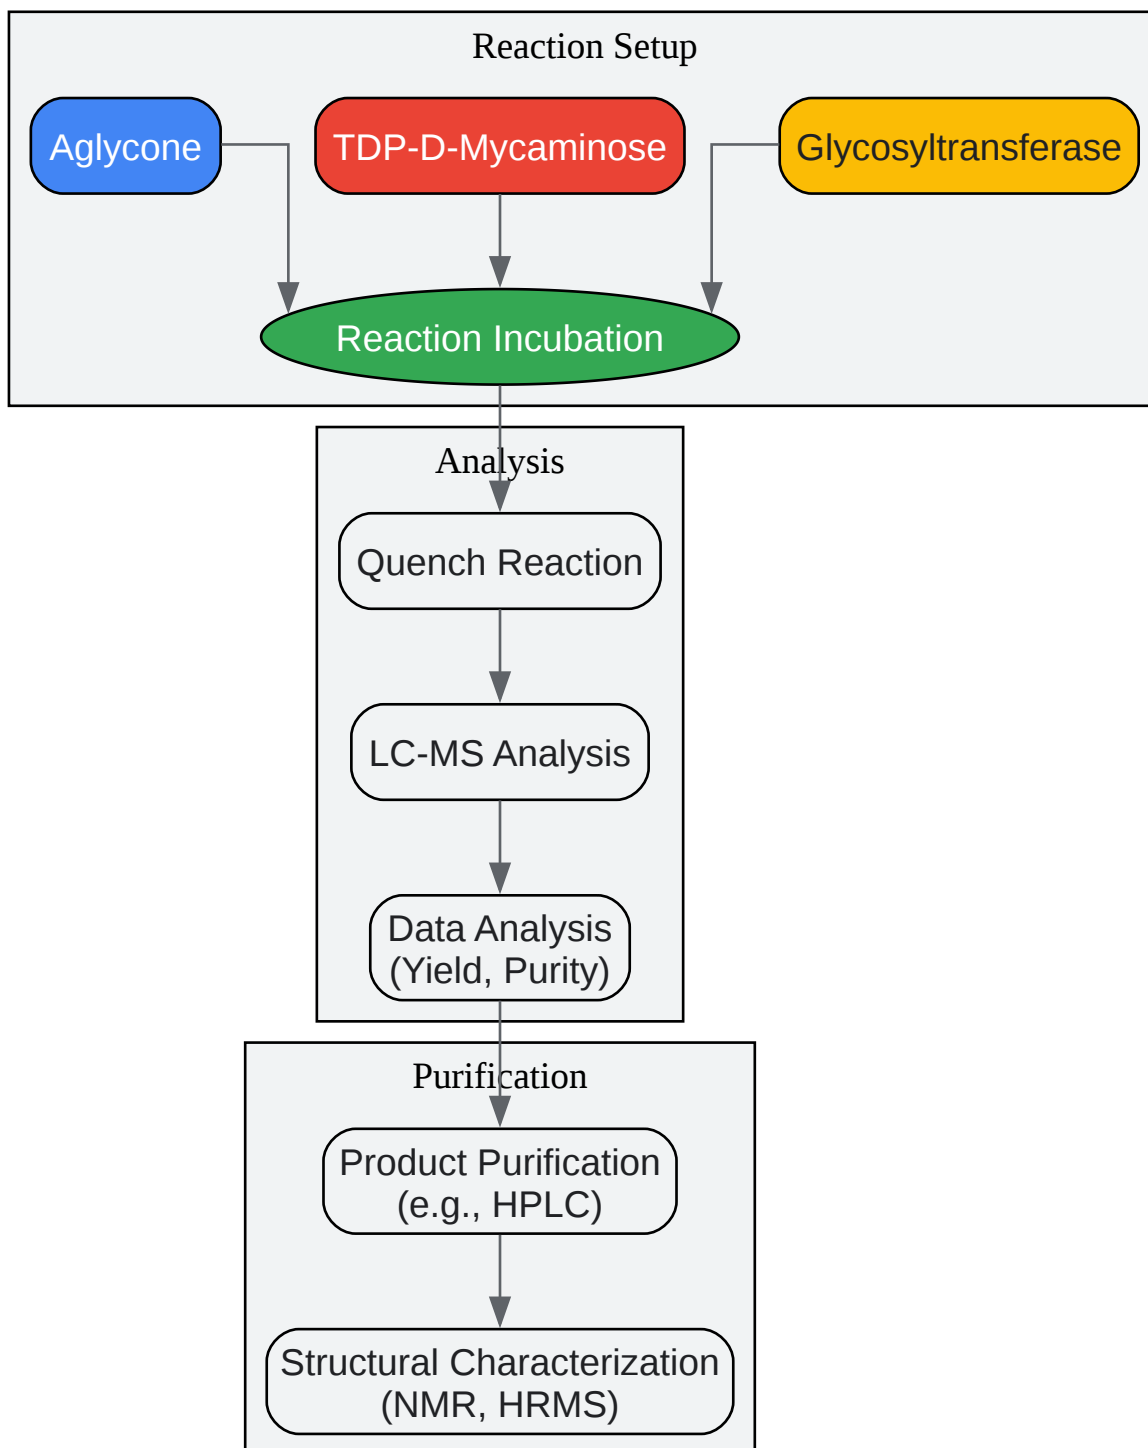 Reaction Setup
Aglycone
TDP-D-Mycaminose
Glycosyltransferase
Reaction Incubation
Analysis
Quench Reaction
LC-MS Analysis
Data Analysis
(Yield, Purity)
Purification
Product Purification
(e.g., HPLC)
Structural Characterization
(NMR, HRMS)